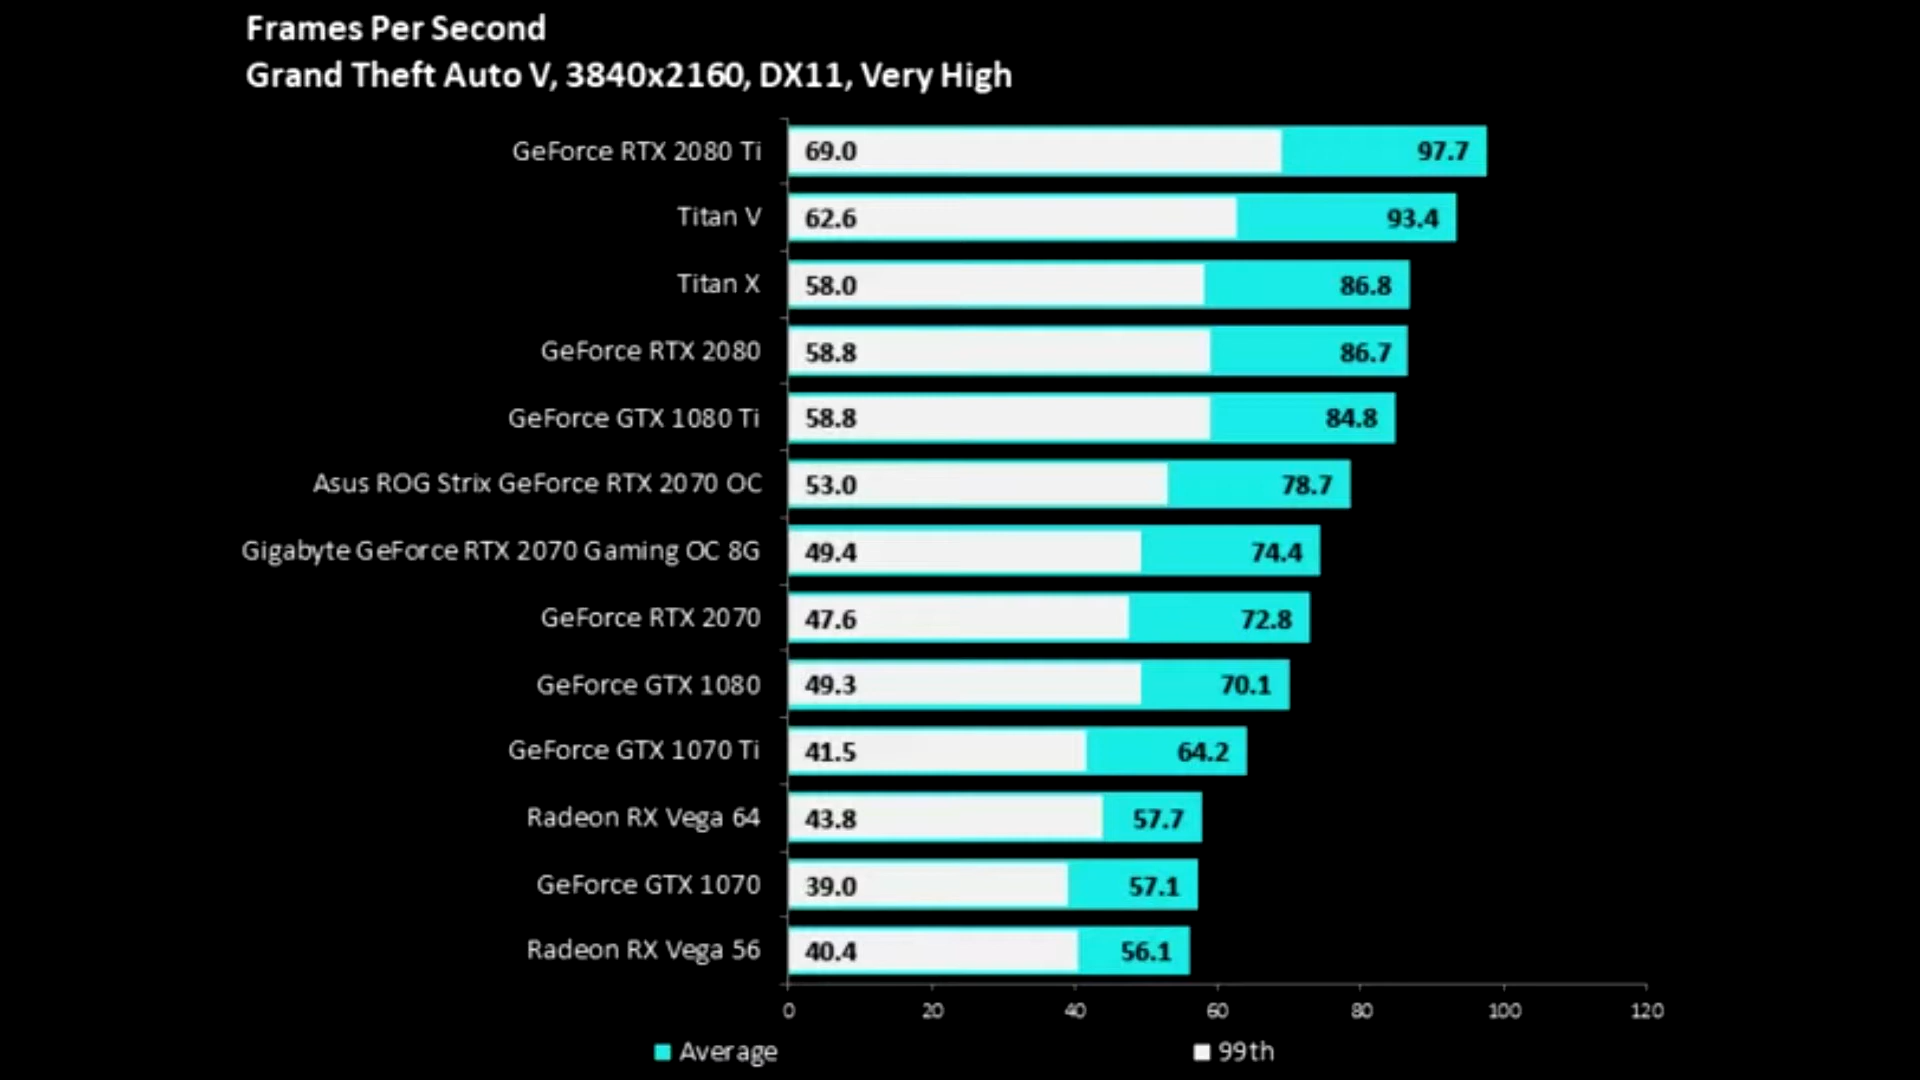 Frames Per Second
Grand Theft Auto V, 3840x2160, DX11, Very High
GeForce RTX 2080 Ti 69.0 97.7
Titan V 62.6 93.4
Titan X 58.0 86.8
GeForce RTX 2080 58.8 86.7
GeForce GTX 1080 Ti 58.8 84.8
Asus ROG Strix GeForce RTX 2070 OC 53.0 78.7
Gigabyte GeForce RTX 2070 Gaming OC 8G 49.4 74.4
GeForce RTX 2070 47.6 72.8
GeForce GTX 1080 49.3 70.1
GeForce GTX 1070 Ti 41.5 64.2
Radeon RX Vega 64 43.8 57.7
GeForce GTX 1070 39.0 57.1
Radeon RX Vega 56 40.4 56.1
0 20 40 60 80 100 120
Average 99th